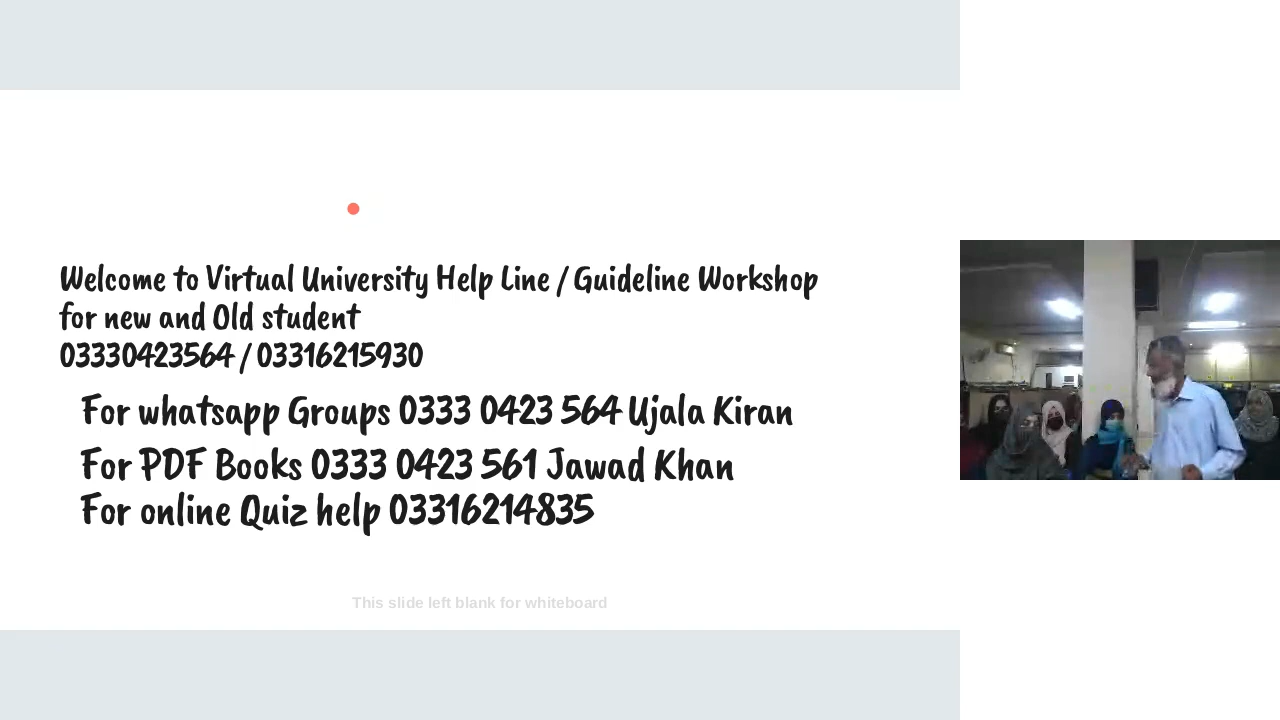 Welcome to Virtual University Help Line / Guideline Workshop
for new and Old student
03330423564 / 03316215930
For whatsapp Groups 0333 0423 564 Ujala Kiran
For PDF Books 0333 0423 561 Jawad Khan
For online Quiz help 03316214835
This slide left blank for whiteboard